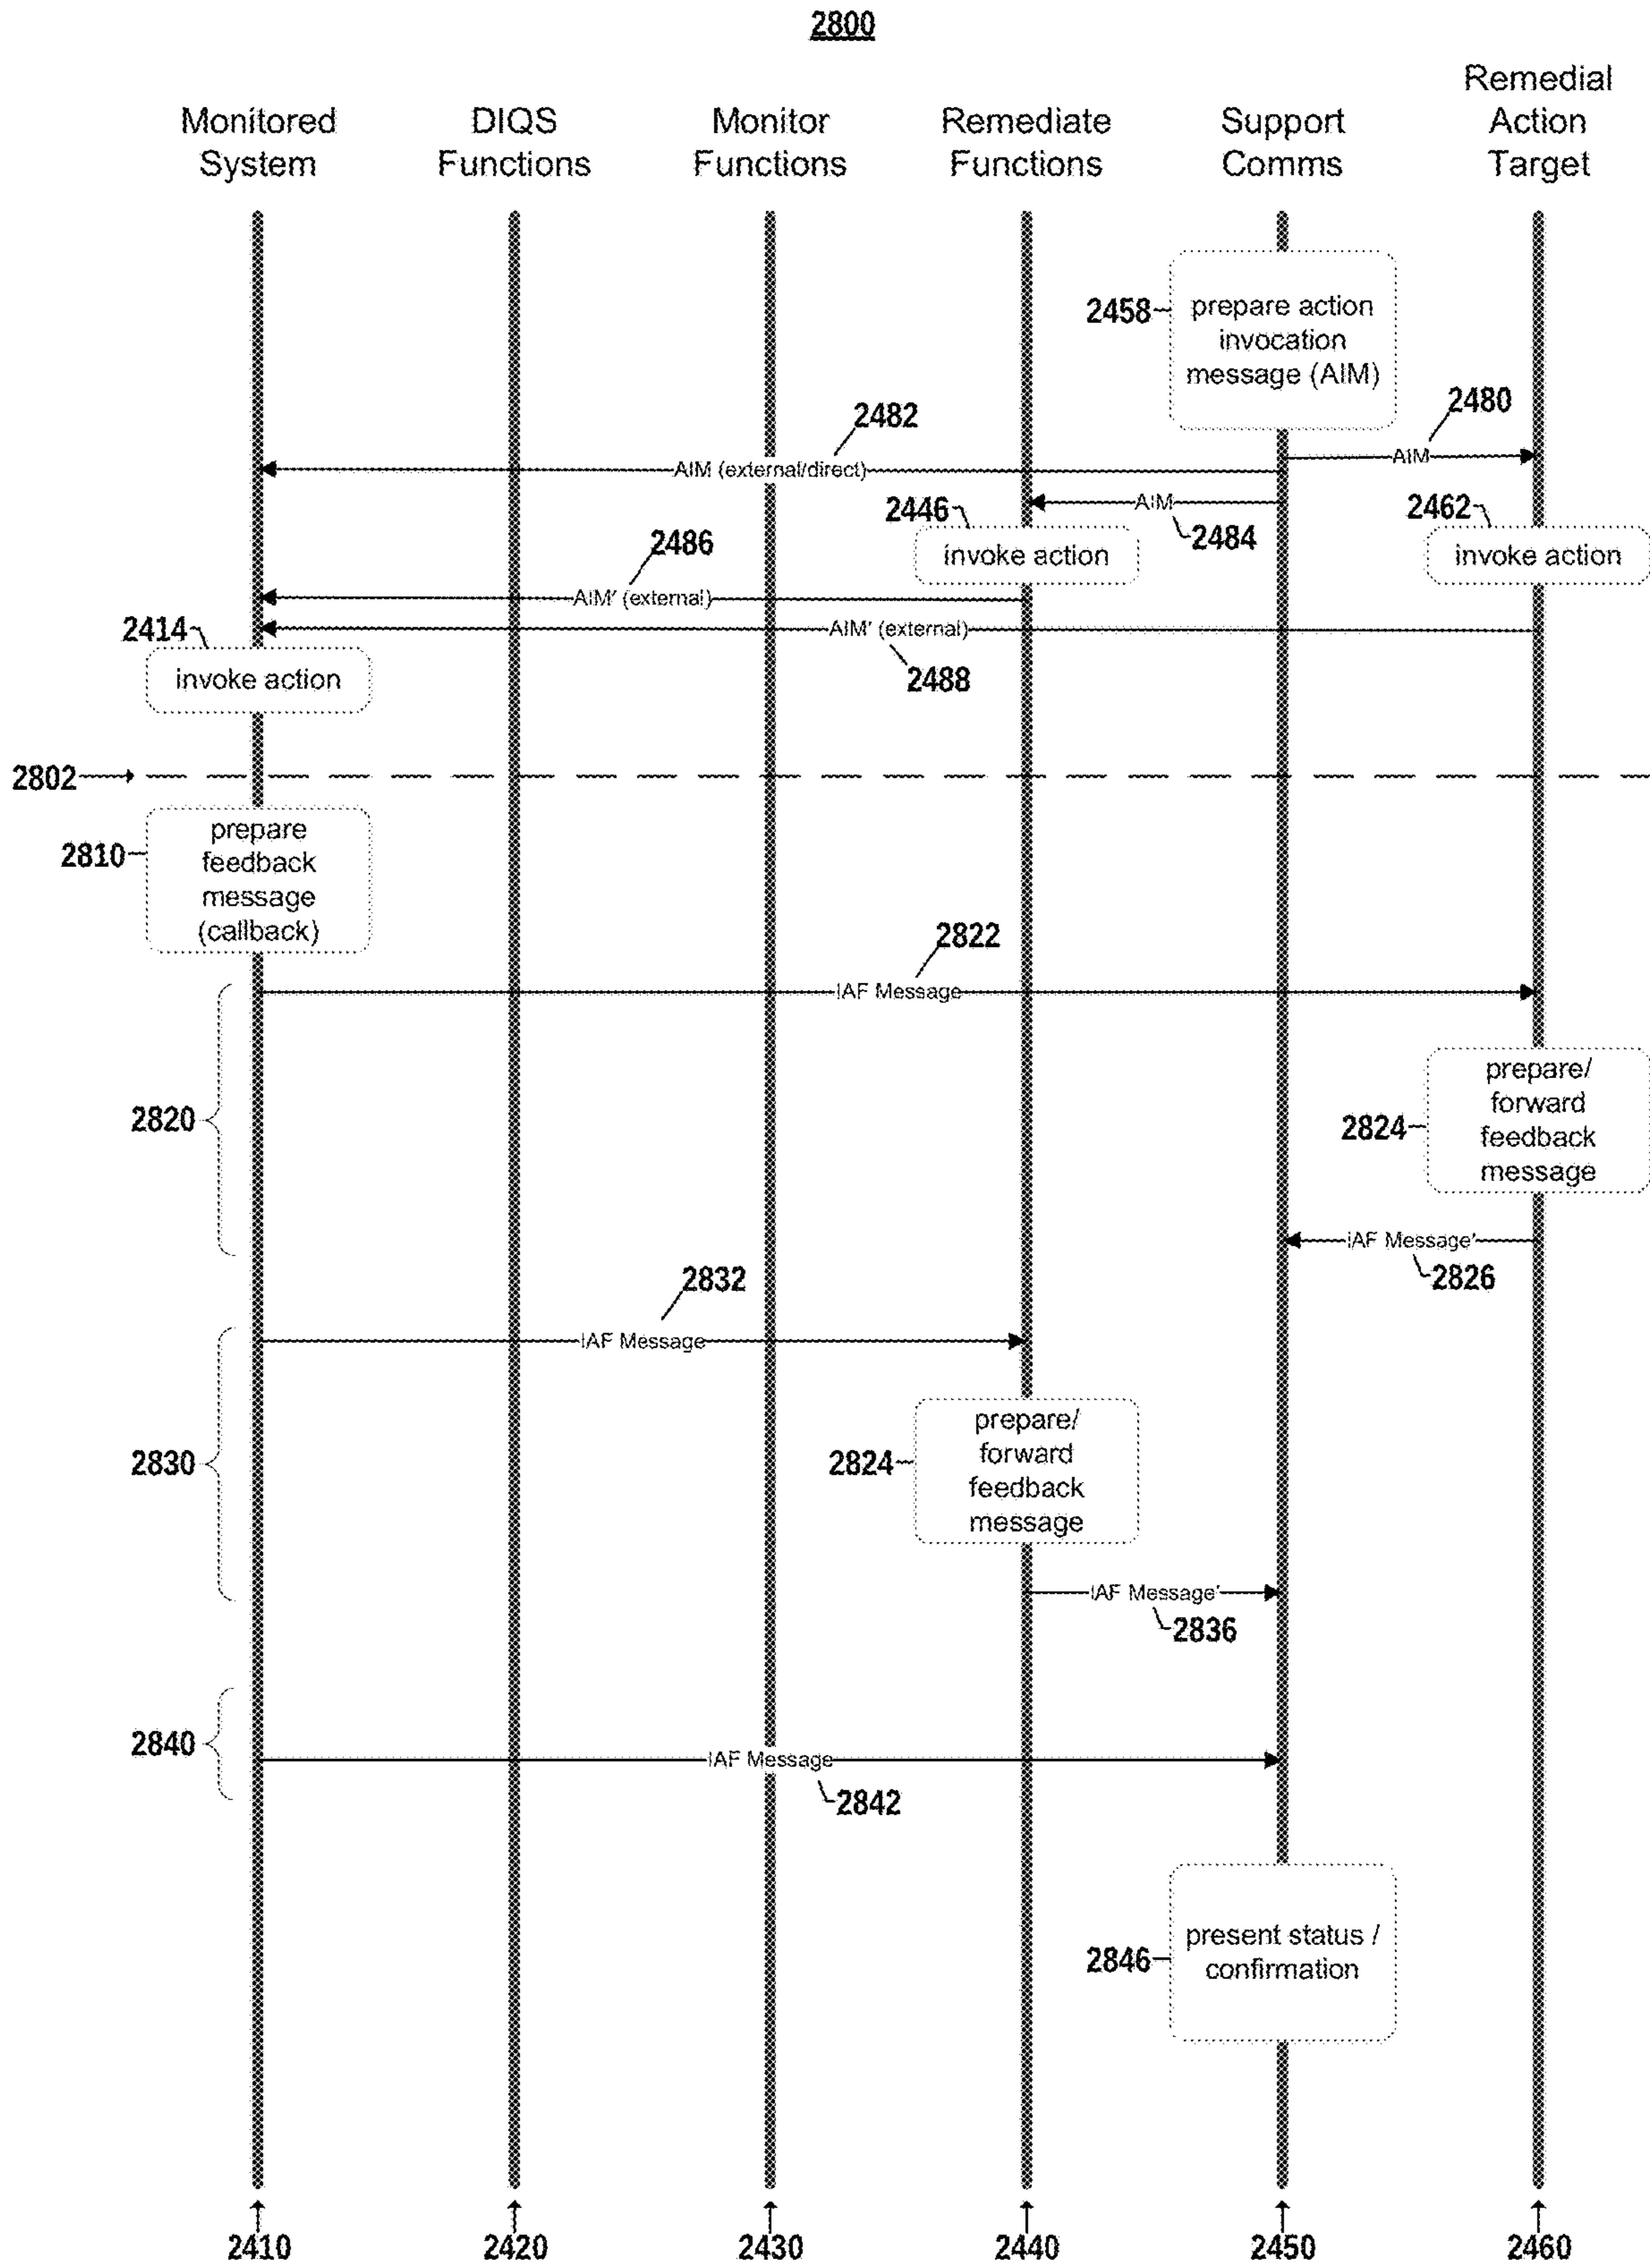 2800
Monitored
System
DIQS
Functions
Monitor
Functions
Remediate
Functions
Support
Comms
Remedial
Action
Target
2458
prepare action
invocation
message (AIM)
2480
2482
AIM
AIM (external/direct)
2446
AIM
2462
2484
invoke action
invoke action
2486
AIM' (external)
2414
AIM' (external)
invoke action
2488
2802
2810
prepare
feedback
message
(callback)
2822
IAF Message
2820
2824
prepare/
forward
feedback
message
IAF Message'
2826
2832
IAF Message
2830
2824
prepare/
forward
feedback
message
IAF Message'
2836
2840
IAF Message
2842
2846
present status /
confirmation
2410
2420
2430
2440
2450
2460